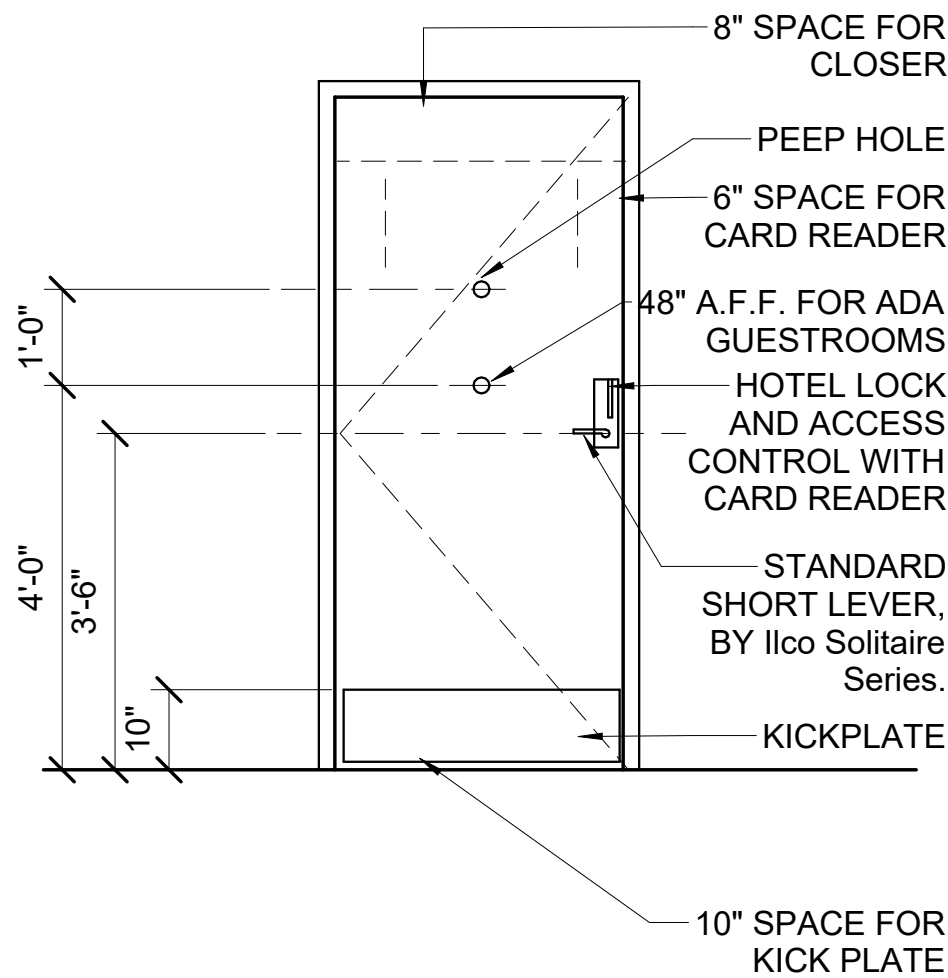 8" SPACE FOR
CLOSER
PEEP HOLE
6" SPACE FOR
CARD READER
48" A.F.F. FOR ADA
GUESTROOMS
HOTEL LOCK
AND ACCESS
CONTROL WITH
CARD READER
STANDARD
SHORT LEVER,
BY Ilco Solitaire
Series.
KICKPLATE
10" SPACE FOR
KICK PLATE
1'-0"
4'-0"
3'-6"
10"